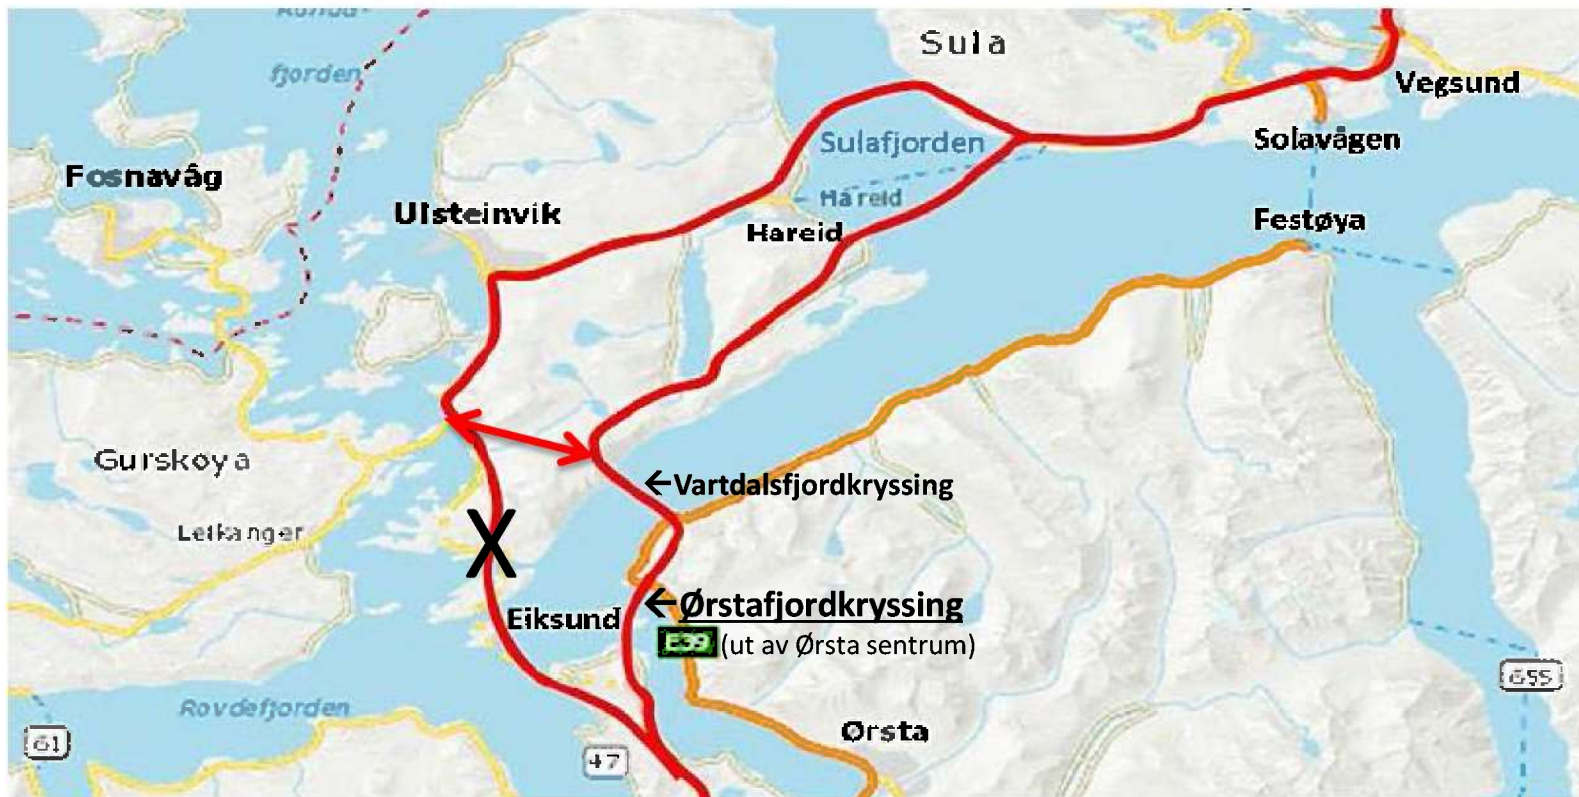 fjorden
Sula
Vegsund
Sulafjorden
Solavågen
Fosnavåg
Hareid
Ulsteinvik
Hareid
Festøya
Gurskøya
←Vartdalsfjordkryssing
Leikanger
Eiksund
←Ørstafjordkryssing
E39 (ut av Ørsta sentrum)
655
Rovdefjorden
Ørsta
61
47
X